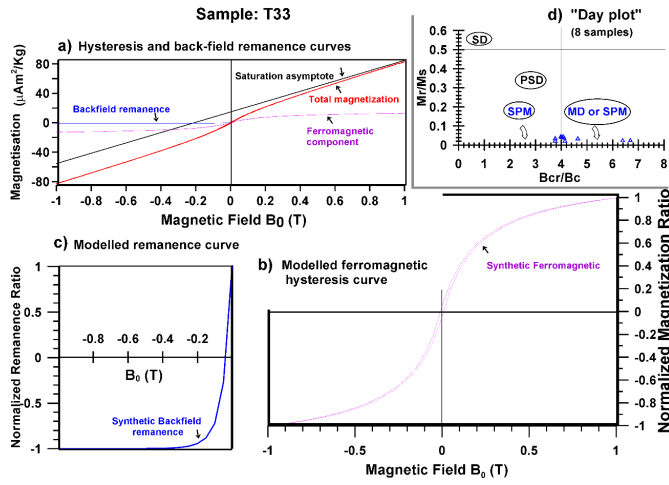 Sample: T33
a) Hysteresis and back-field remanence curves
Magnetisation (µAm²/Kg)
80
40
0
-40
-80
Saturation asymptote
Backfield remanence
Total magnetization
Ferromagnetic
component
-1 -0.8 -0.6 -0.4 -0.2 0 0.2 0.4 0.6 0.8 1
Magnetic Field B0 (T)
d) "Day plot"
(8 samples)
Mr/Ms
0.6
0.5
0.4
0.3
0.2
0.1
0
SD
PSD
SPM
MD or SPM
0 1 2 3 4 5 6 7 8
Bcr/Bc
c) Modelled remanence curve
Normalized Remanence Ratio
1
0.5
0
-0.5
-1
-0.8 -0.6 -0.4 -0.2
B0 (T)
Synthetic Backfield
remanence
b) Modelled ferromagnetic
hysteresis curve
Synthetic Ferromagnetic
Normalized Magnetization Ratio
1
0.8
0.6
0.4
0.2
0
-0.2
-0.4
-0.6
-0.8
-1
-1 -0.5 0 0.5 1
Magnetic Field B0 (T)